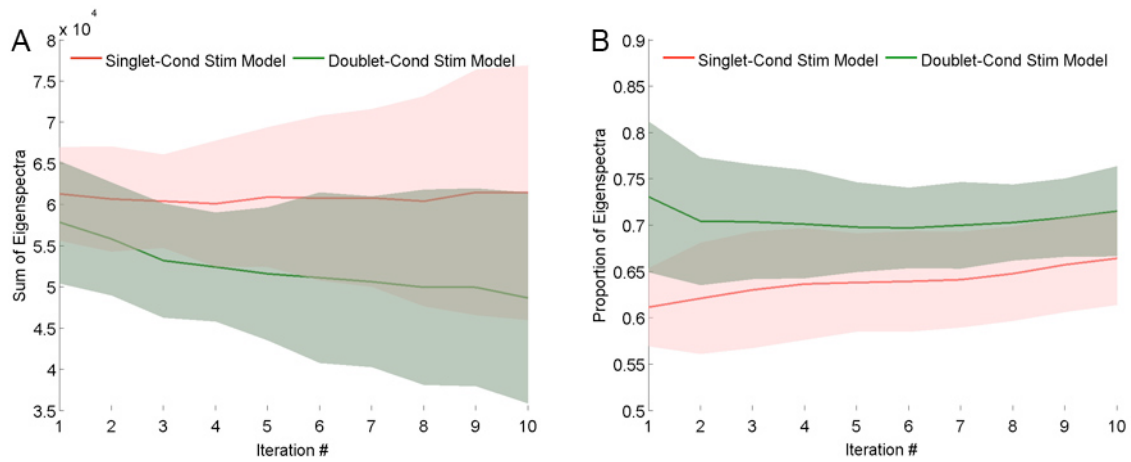 A
x 10
4
Singlet-Cond Stim Model
Doublet-Cond Stim Model
8
7.5
7
6.5
6
5.5
5
4.5
4
3.5
Sum of Eigenspectra
1 2 3 4 5 6 7 8 9 10
Iteration #
B
Singlet-Cond Stim Model
Doublet-Cond Stim Model
0.9
0.85
0.8
0.75
0.7
0.65
0.6
0.55
0.5
Proportion of Eigenspectra
1 2 3 4 5 6 7 8 9 10
Iteration #